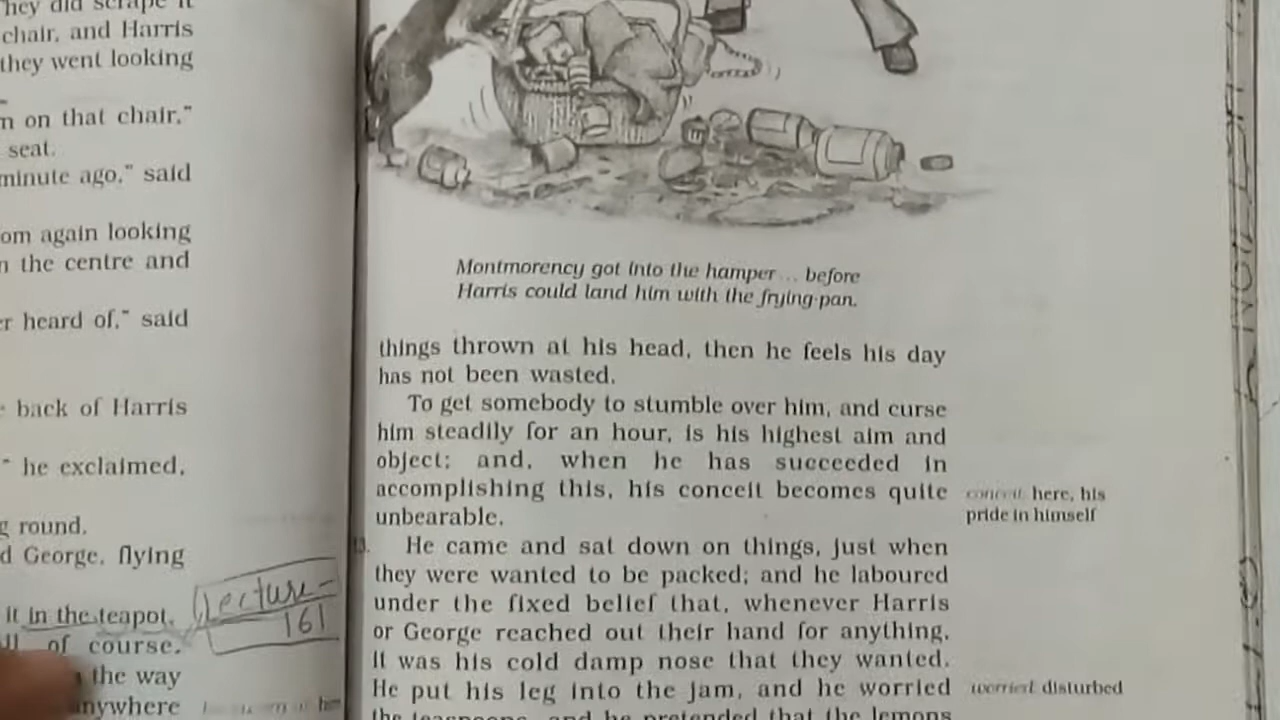 They did scrape it
chair, and Harris
they went looking
on that chair."
seat.
minute ago," said
again looking
the centre and
heard of," said
back of Harris
" he exclaimed,
round.
George, flying
it in the teapot.
of course.
the way
Lecture-
161
Montmorency got into the hamper ... before
Harris could land him with the frying-pan.
things thrown at his head, then he feels his day
has not been wasted.
To get somebody to stumble over him, and curse
him steadily for an hour, is his highest aim and
object; and, when he has succeeded in
accomplishing this, his conceit becomes quite
unbearable.
conceit: here, his
pride in himself
He came and sat down on things, just when
they were wanted to be packed; and he laboured
under the fixed belief that, whenever Harris
or George reached out their hand for anything,
it was his cold damp nose that they wanted.
He put his leg into the jam, and he worried
worried: disturbed
the teaspoons, and he pretended that the lemons